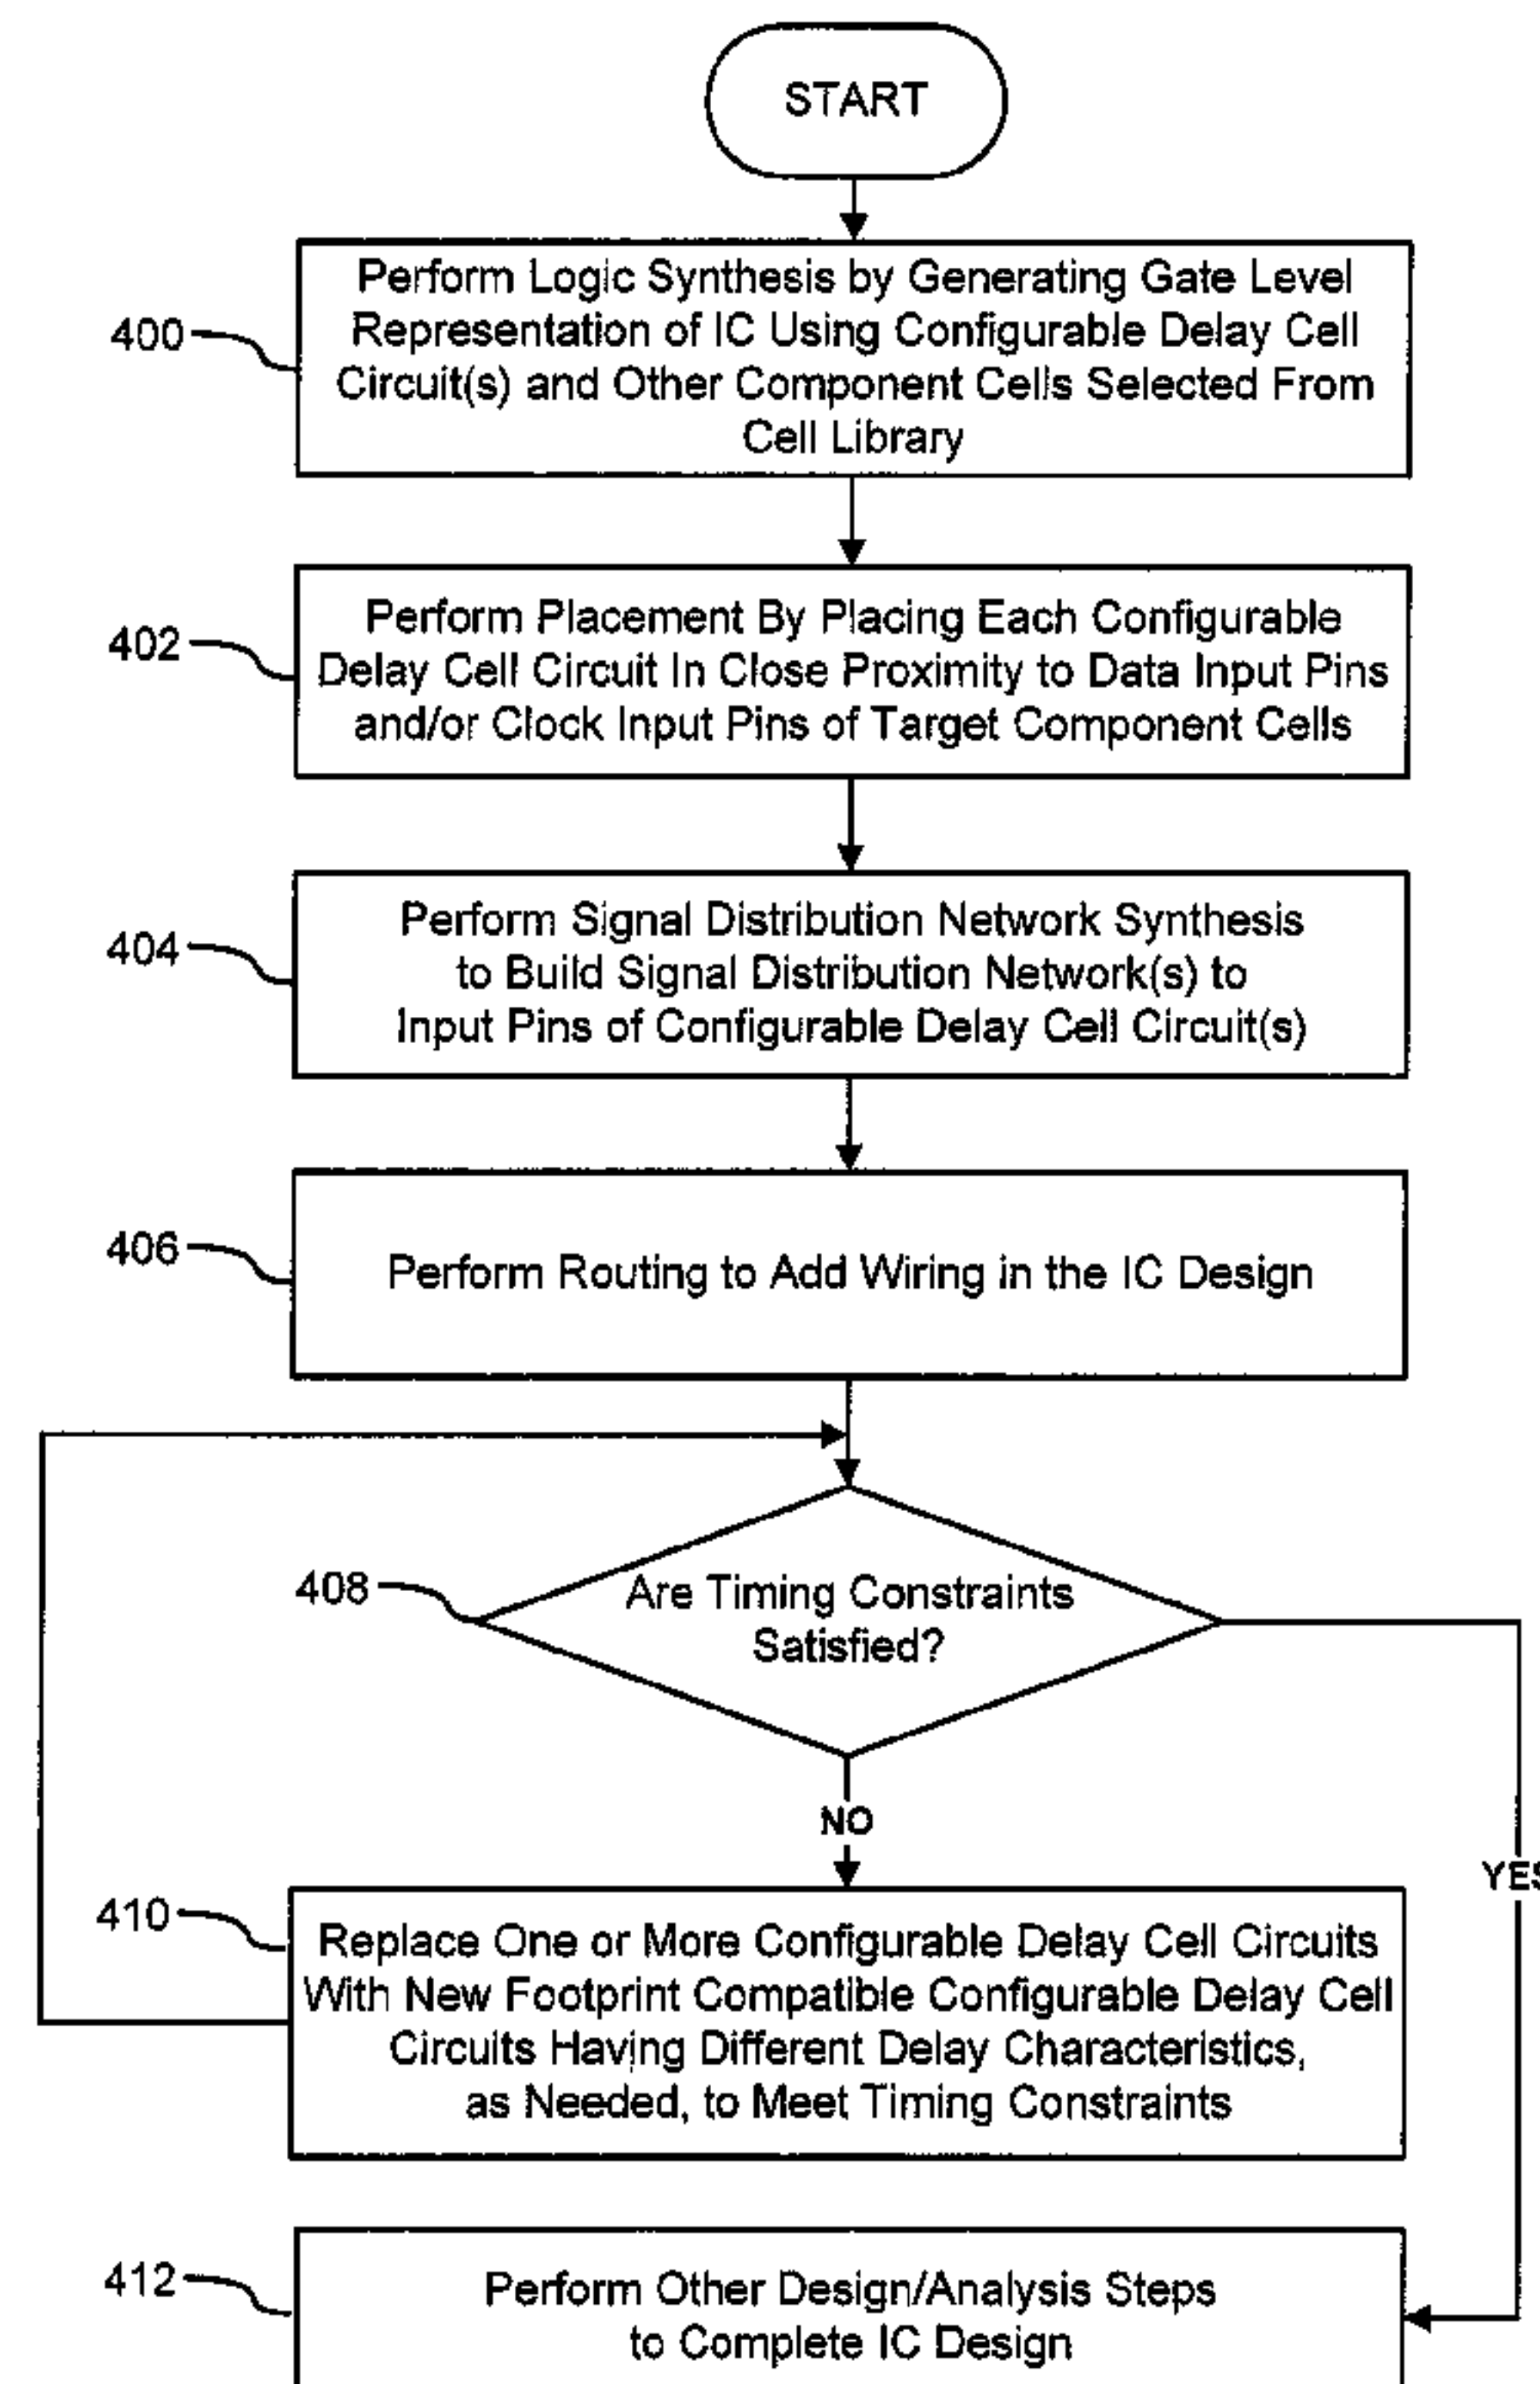 START
400
Perform Logic Synthesis by Generating Gate Level
Representation of IC Using Configurable Delay Cell
Circuit(s) and Other Component Cells Selected From
Cell Library
402
Perform Placement By Placing Each Configurable
Delay Cell Circuit In Close Proximity to Data Input Pins
and/or Clock Input Pins of Target Component Cells
404
Perform Signal Distribution Network Synthesis
to Build Signal Distribution Network(s) to
Input Pins of Configurable Delay Cell Circuit(s)
406
Perform Routing to Add Wiring in the IC Design
408
Are Timing Constraints
Satisfied?
NO
YES
410
Replace One or More Configurable Delay Cell Circuits
With New Footprint Compatible Configurable Delay Cell
Circuits Having Different Delay Characteristics,
as Needed, to Meet Timing Constraints
412
Perform Other Design/Analysis Steps
to Complete IC Design